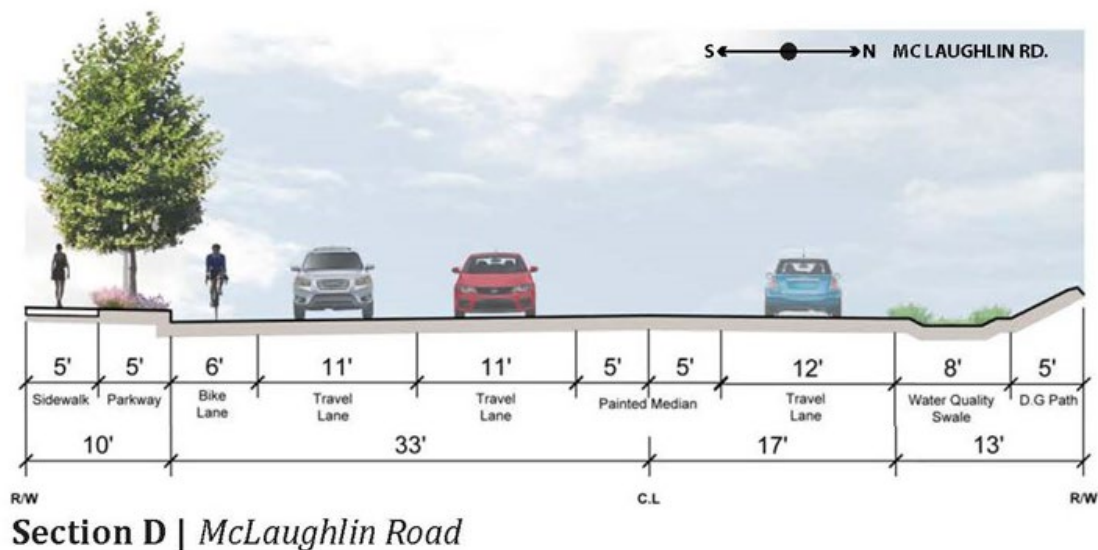 S N MC LAUGHLIN RD.
5' 5' 6' 11' 11' 5' 5' 12' 8' 5'
Sidewalk Parkway Bike Lane Travel Lane Travel Lane Painted Median Travel Lane Water Quality Swale D.G Path
10' 33' 17' 13'
R/W C.L R/W
Section D | McLaughlin Road